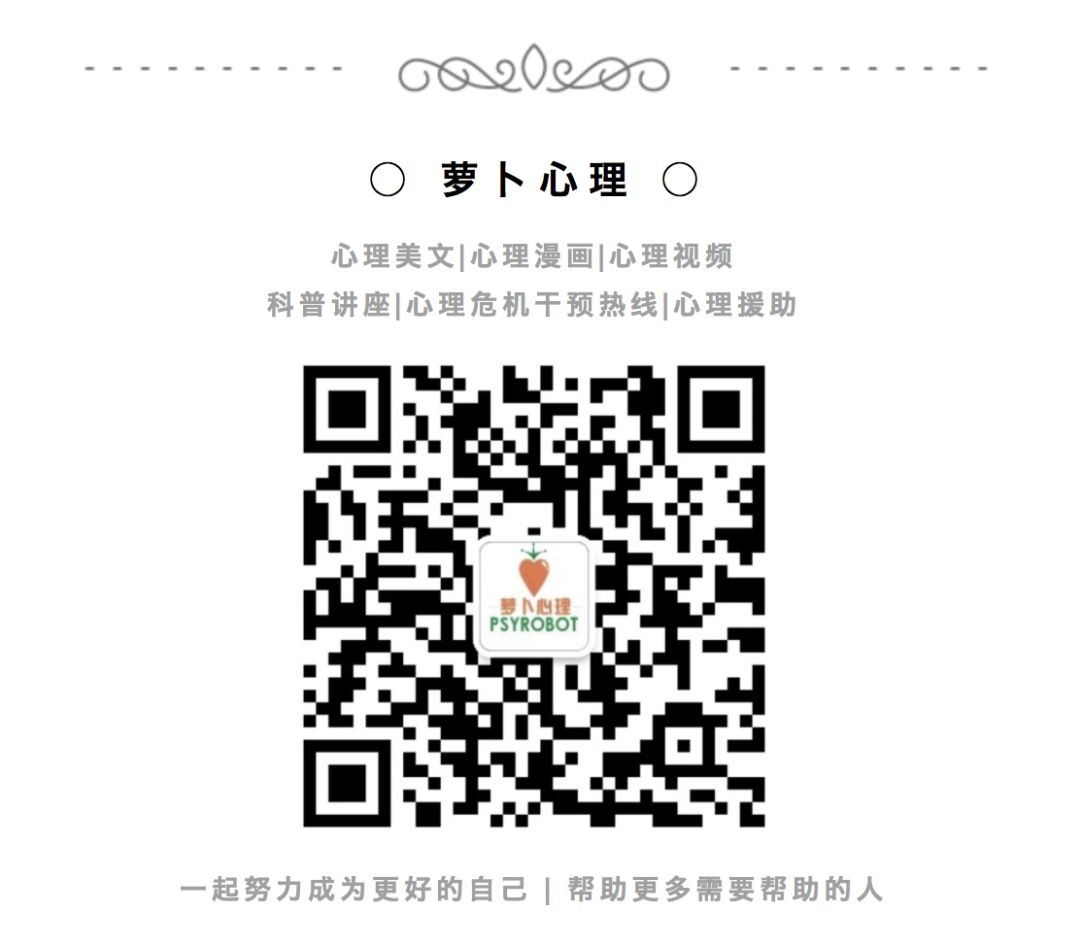 ○ 萝卜心理 ○
心理美文|心理漫画|心理视频
科普讲座|心理危机干预热线|心理援助
萝卜心理
PSYROBOT
一起努力成为更好的自己 | 帮助更多需要帮助的人